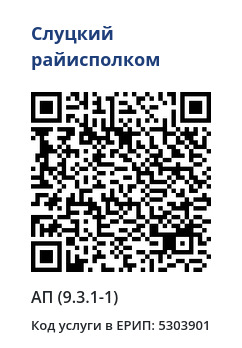 Слуцкий
райисполком
АП (9.3.1-1)
Код услуги в ЕРИП: 5303901